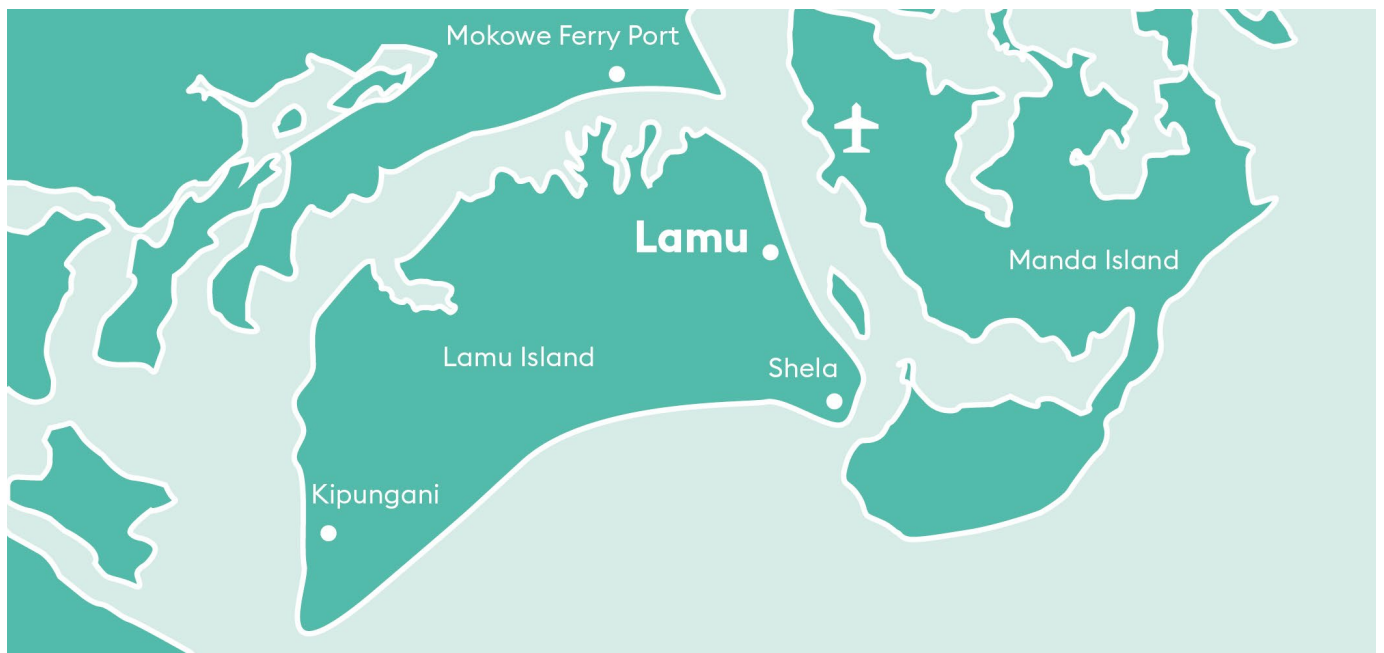 Mokowe Ferry Port
Lamu
Manda Island
Lamu Island
Shela
Kipungani